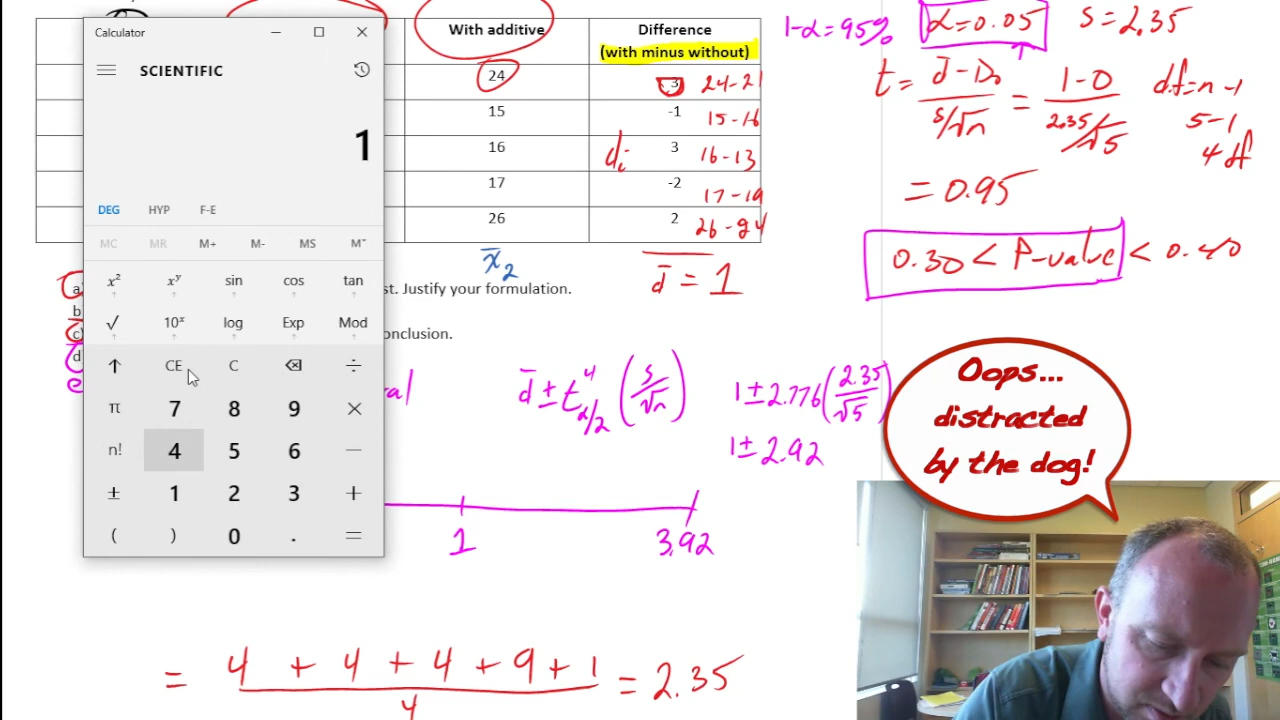 Calculator
SCIENTIFIC
1
DEG HYP F-E
MC MR M+ M- MS M˅
x² xʸ sin cos tan
√ 10ˣ log Exp Mod
↑ CE C ⌫ ÷
π 7 8 9 ×
n! 4 5 6 −
± 1 2 3 +
( ) 0 . =
With additive Difference
(with minus without)
24 3 24-21
15 -1 15-16
16 dᵢ 3 16-13
17 -2 17-19
26 2 26-24
x̄₂ d̄ = 1
a
st. Justify your formulation.
b
c) onclusion.
d
e
al
1-α=95% α=0.05 s=2.35
t = d̄-D₀ / s/√n = 1-0 / 2.35/√5
d.f=n-1
5-1
4 df
= 0.95
0.30 < P-value < 0.40
d̄ ± t⁴α/2 (s/√n) 1±2.776(2.35/√5)
1±2.92
1 3.92
= 4 + 4 + 4 + 9 + 1 / 4 = 2.35
Oops...
distracted
by the dog!